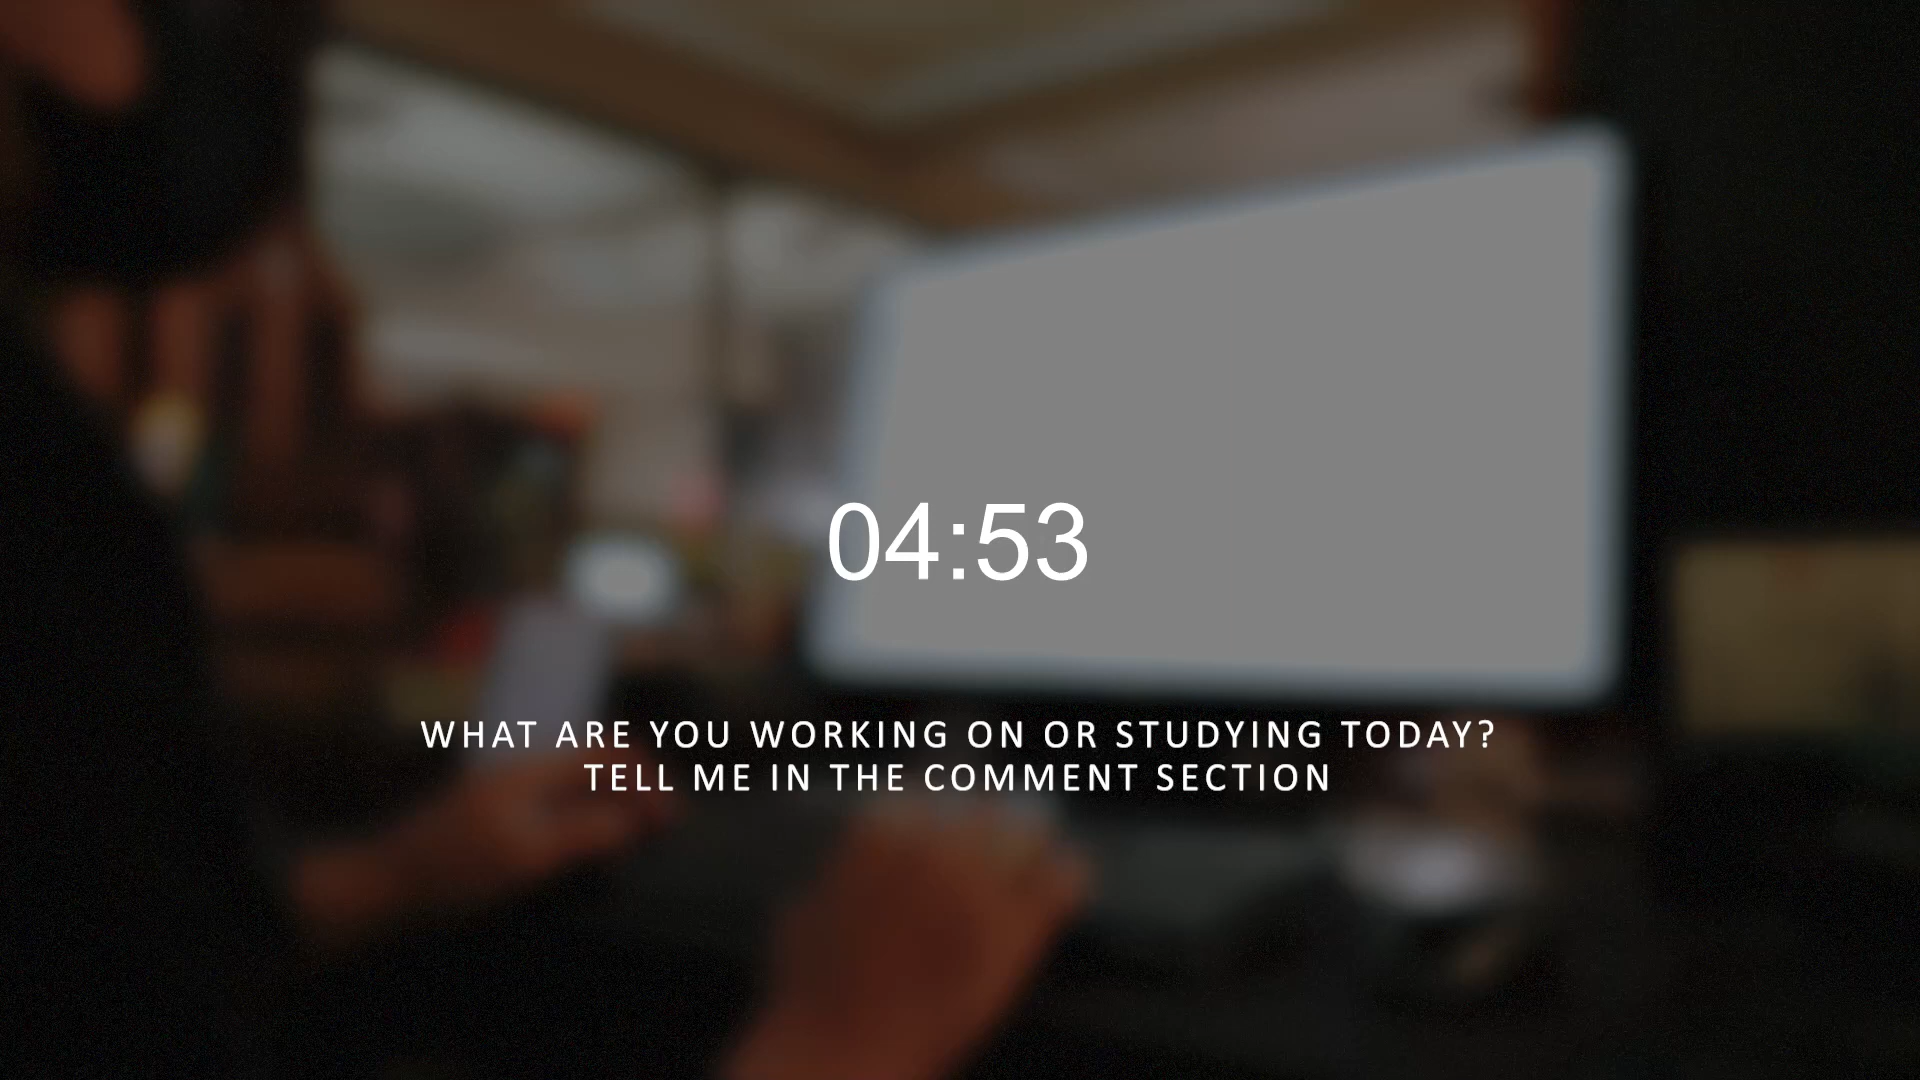 04:53
WHAT ARE YOU WORKING ON OR STUDYING TODAY?
TELL ME IN THE COMMENT SECTION